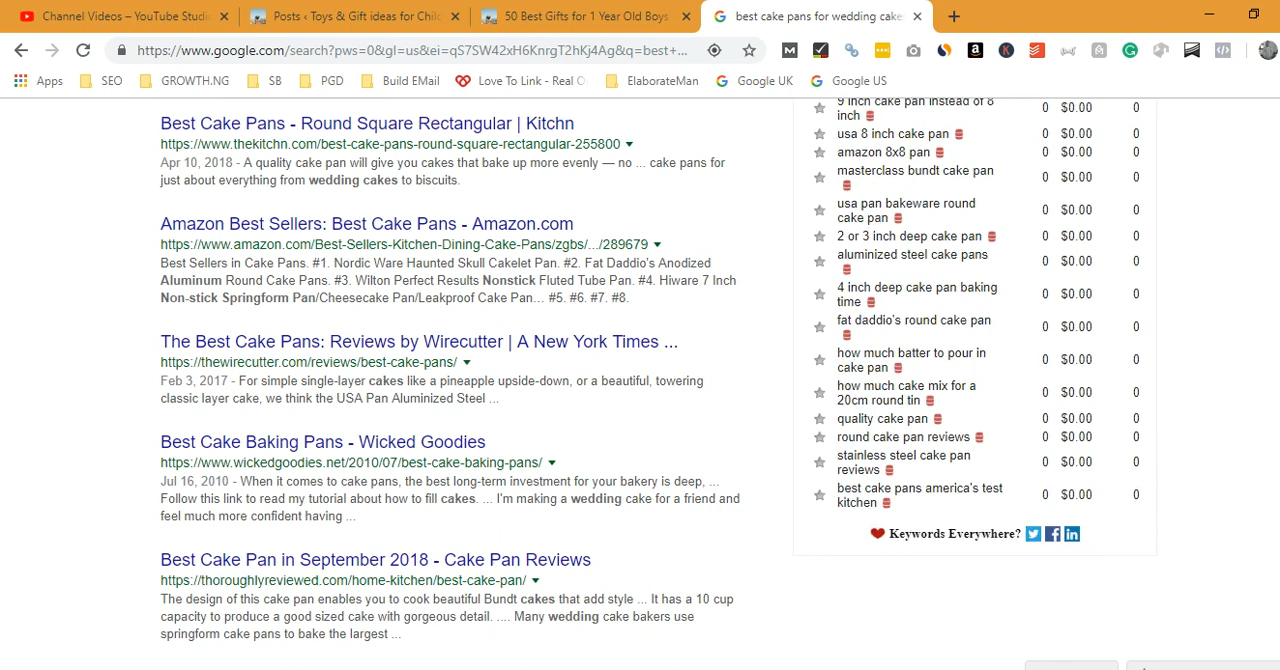 Channel Videos – YouTube Studi
Posts ‹ Toys & Gift ideas for Chil
50 Best Gifts for 1 Year Old Boys
best cake pans for wedding cake
https://www.google.com/search?pws=0&gl=us&ei=qS7SW42xH6KnrgT2hKj4Ag&q=best+...
Apps
SEO
GROWTH.NG
SB
PGD
Build EMail
Love To Link - Real O
ElaborateMan
Google UK
Google US
Best Cake Pans - Round Square Rectangular | Kitchn
https://www.thekitchn.com/best-cake-pans-round-square-rectangular-255800
Apr 10, 2018 - A quality cake pan will give you cakes that bake up more evenly — no ... cake pans for
just about everything from wedding cakes to biscuits.
Amazon Best Sellers: Best Cake Pans - Amazon.com
https://www.amazon.com/Best-Sellers-Kitchen-Dining-Cake-Pans/zgbs/.../289679
Best Sellers in Cake Pans. #1. Nordic Ware Haunted Skull Cakelet Pan. #2. Fat Daddio's Anodized
Aluminum Round Cake Pans. #3. Wilton Perfect Results Nonstick Fluted Tube Pan. #4. Hiware 7 Inch
Non-stick Springform Pan/Cheesecake Pan/Leakproof Cake Pan... #5. #6. #7. #8.
The Best Cake Pans: Reviews by Wirecutter | A New York Times ...
https://thewirecutter.com/reviews/best-cake-pans/
Feb 3, 2017 - For simple single-layer cakes like a pineapple upside-down, or a beautiful, towering
classic layer cake, we think the USA Pan Aluminized Steel ...
Best Cake Baking Pans - Wicked Goodies
https://www.wickedgoodies.net/2010/07/best-cake-baking-pans/
Jul 16, 2010 - When it comes to cake pans, the best long-term investment for your bakery is deep, ...
Follow this link to read my tutorial about how to fill cakes. ... I'm making a wedding cake for a friend and
feel much more confident having ...
Best Cake Pan in September 2018 - Cake Pan Reviews
https://thoroughlyreviewed.com/home-kitchen/best-cake-pan/
The design of this cake pan enables you to cook beautiful Bundt cakes that add style ... It has a 10 cup
capacity to produce a good sized cake with gorgeous detail. .... Many wedding cake bakers use
springform cake pans to bake the largest ...
9 inch cake pan instead of 8
inch 0 $0.00 0
usa 8 inch cake pan 0 $0.00 0
amazon 8x8 pan 0 $0.00 0
masterclass bundt cake pan 0 $0.00 0
usa pan bakeware round
cake pan 0 $0.00 0
2 or 3 inch deep cake pan 0 $0.00 0
aluminized steel cake pans 0 $0.00 0
4 inch deep cake pan baking
time 0 $0.00 0
fat daddio's round cake pan 0 $0.00 0
how much batter to pour in
cake pan 0 $0.00 0
how much cake mix for a
20cm round tin 0 $0.00 0
quality cake pan 0 $0.00 0
round cake pan reviews 0 $0.00 0
stainless steel cake pan
reviews 0 $0.00 0
best cake pans america's test
kitchen 0 $0.00 0
Keywords Everywhere?